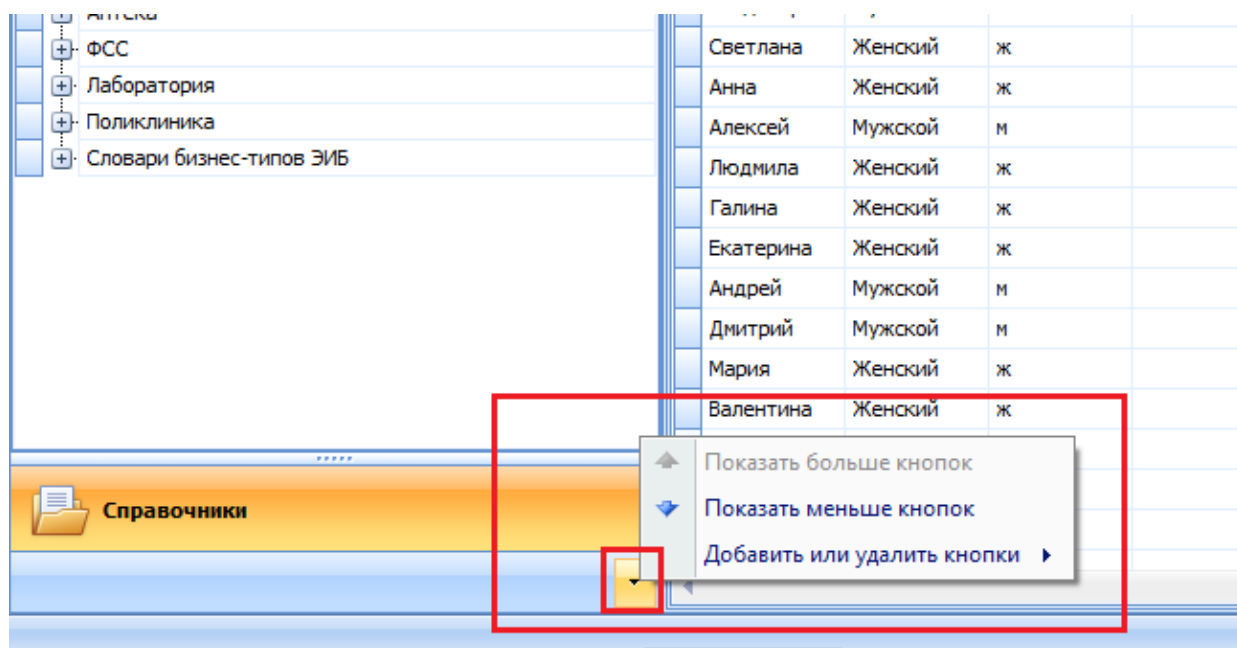 Аптека
ФСС
Лаборатория
Поликлиника
Словари бизнес-типов ЭИБ
Справочники
Светлана Женский ж
Анна Женский ж
Алексей Мужской м
Людмила Женский ж
Галина Женский ж
Екатерина Женский ж
Андрей Мужской м
Дмитрий Мужской м
Мария Женский ж
Валентина Женский ж
Показать больше кнопок
Показать меньше кнопок
Добавить или удалить кнопки